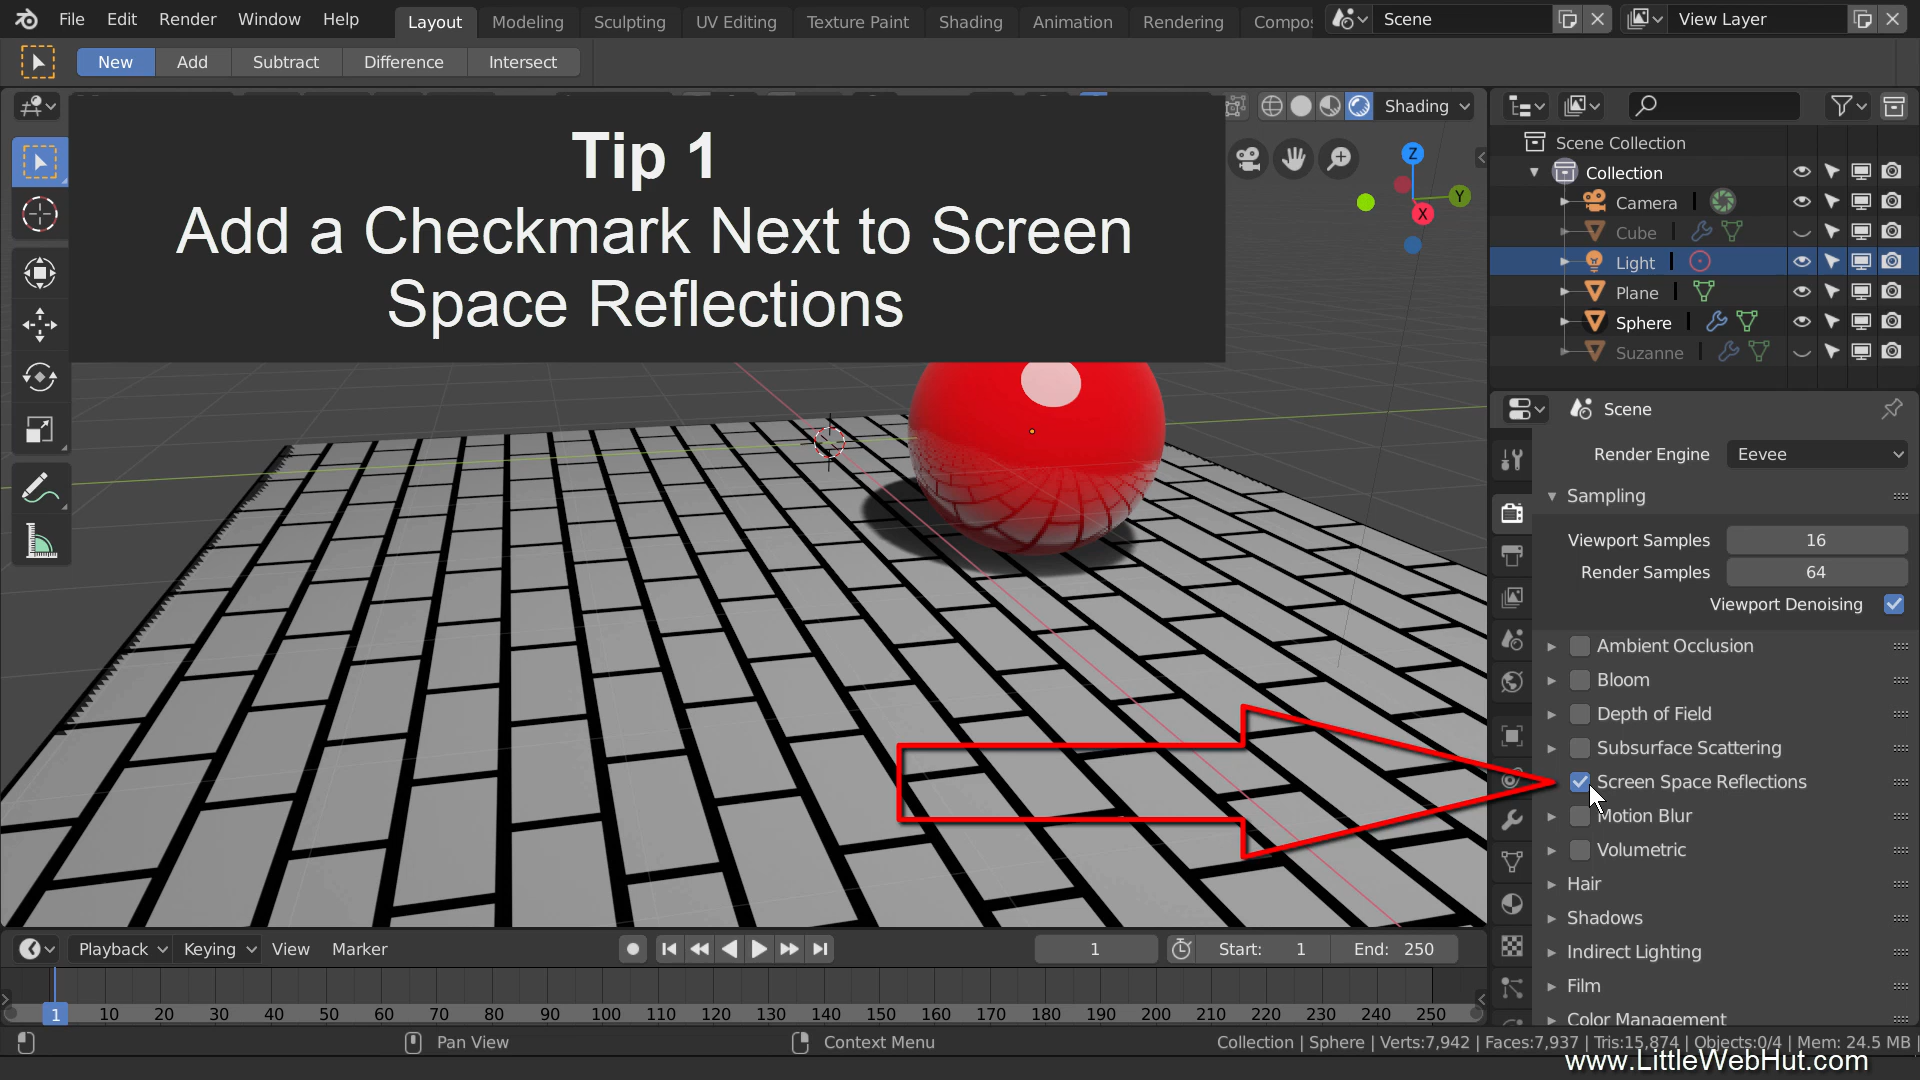 File Edit Render Window Help Layout Modeling Sculpting UV Editing Texture Paint Shading Animation Rendering Compos Scene View Layer
New Add Subtract Difference Intersect
Shading
Tip 1
Add a Checkmark Next to Screen
Space Reflections
Z
Y
X
Scene Collection
Collection
Camera
Cube
Light
Plane
Sphere
Suzanne
Scene
Render Engine Eevee
Sampling
Viewport Samples 16
Render Samples 64
Viewport Denoising
Ambient Occlusion
Bloom
Depth of Field
Subsurface Scattering
Screen Space Reflections
Motion Blur
Volumetric
Hair
Shadows
Indirect Lighting
Film
Color Management
Playback Keying View Marker 1 Start: 1 End: 250
1 10 20 30 40 50 60 70 80 90 100 110 120 130 140 150 160 170 180 190 200 210 220 230 240 250
Pan View Context Menu Collection | Sphere | Verts:7,942 | Faces:7,937 | Tris:15,874 | Objects:0/4 | Mem: 24.5 MB
www.LittleWebHut.com